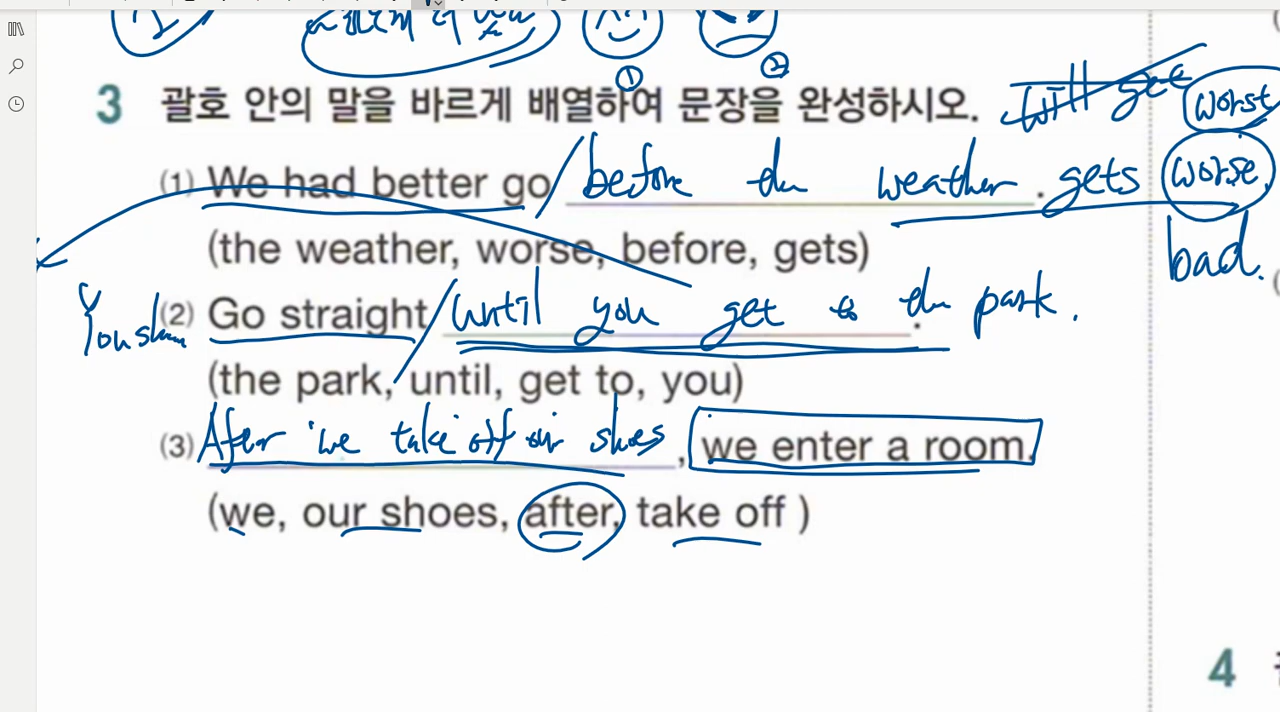 ① ②
3 괄호 안의 말을 바르게 배열하여 문장을 완성하시오. will get worst
(1) We had better go / before the weather gets worse.
(the weather, worse, before, gets) bad.
(2) Go straight / until you get to the park.
(the park, until, get to, you)
(3) After we take off our shoes, we enter a room.
(we, our shoes, after, take off )
4